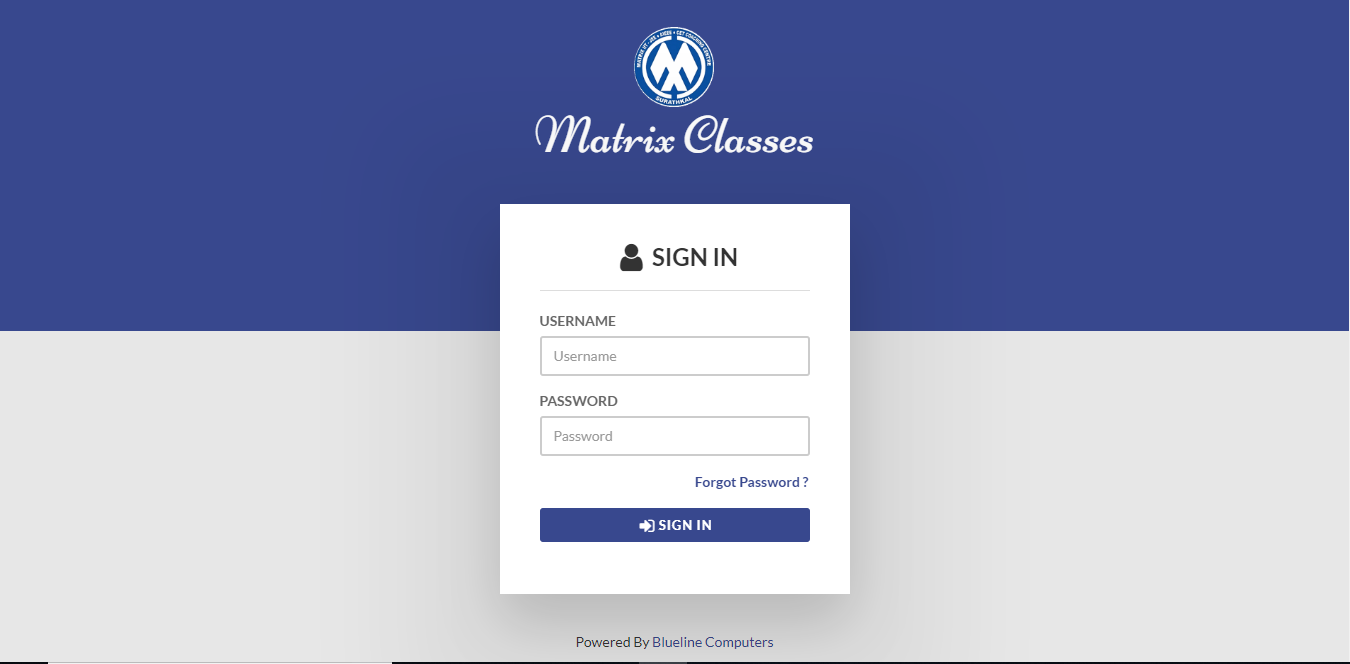 MATRIX IIT - JEE • AIEEE • CET COACHING CENTRE
SURATHKAL
Matrix Classes
SIGN IN
USERNAME
Username
PASSWORD
Password
Forgot Password ?
SIGN IN
Powered By Blueline Computers